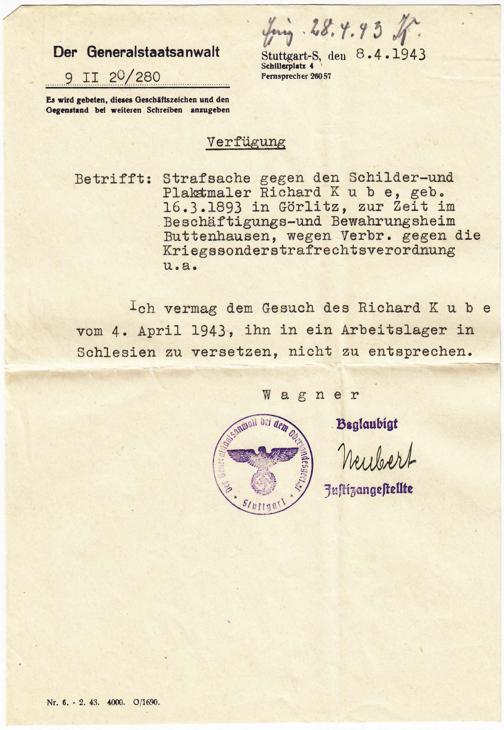 28.4.43
Der Generalstaatsanwalt
9 II 20/280
Es wird gebeten, dieses Geschäftszeichen und den
Gegenstand bei weiteren Schreiben anzugeben
Stuttgart-S, den 8.4.1943
Schillerplatz 4
Fernsprecher 26057
Verfügung
Betrifft: Strafsache gegen den Schilder-und
Plakatmaler Richard K u b e, geb.
16.3.1893 in Görlitz, zur Zeit im
Beschäftigungs-und Bewahrungsheim
Buttenhausen, wegen Verbr. gegen die
Kriegssonderstrafrechtsverordnung
u.a.
Ich vermag dem Gesuch des Richard K u b e
vom 4. April 1943, ihn in ein Arbeitslager in
Schlesien zu versetzen, nicht zu entsprechen.
W a g n e r
Der Generalstaatsanwalt bei dem Oberlandesgericht
Stuttgart
Beglaubigt
Neubert
Justizangestellte
Nr. 6. - 2. 43. 4000. O/1690.